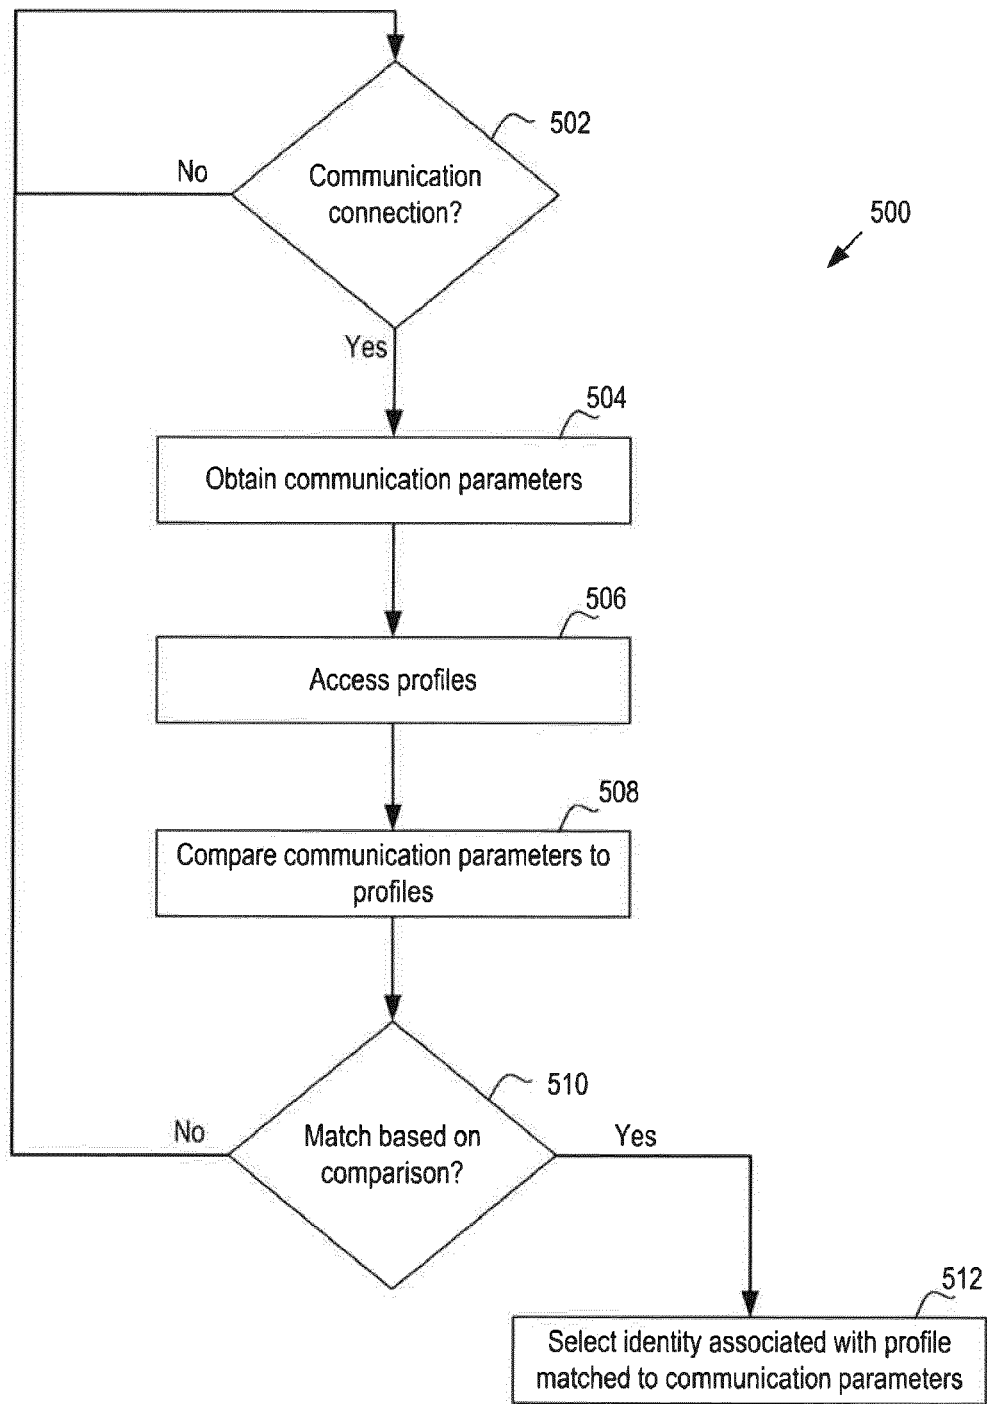 502
No
Communication
connection?
500
Yes
504
Obtain communication parameters
506
Access profiles
508
Compare communication parameters to
profiles
510
No
Match based on
comparison?
Yes
512
Select identity associated with profile
matched to communication parameters